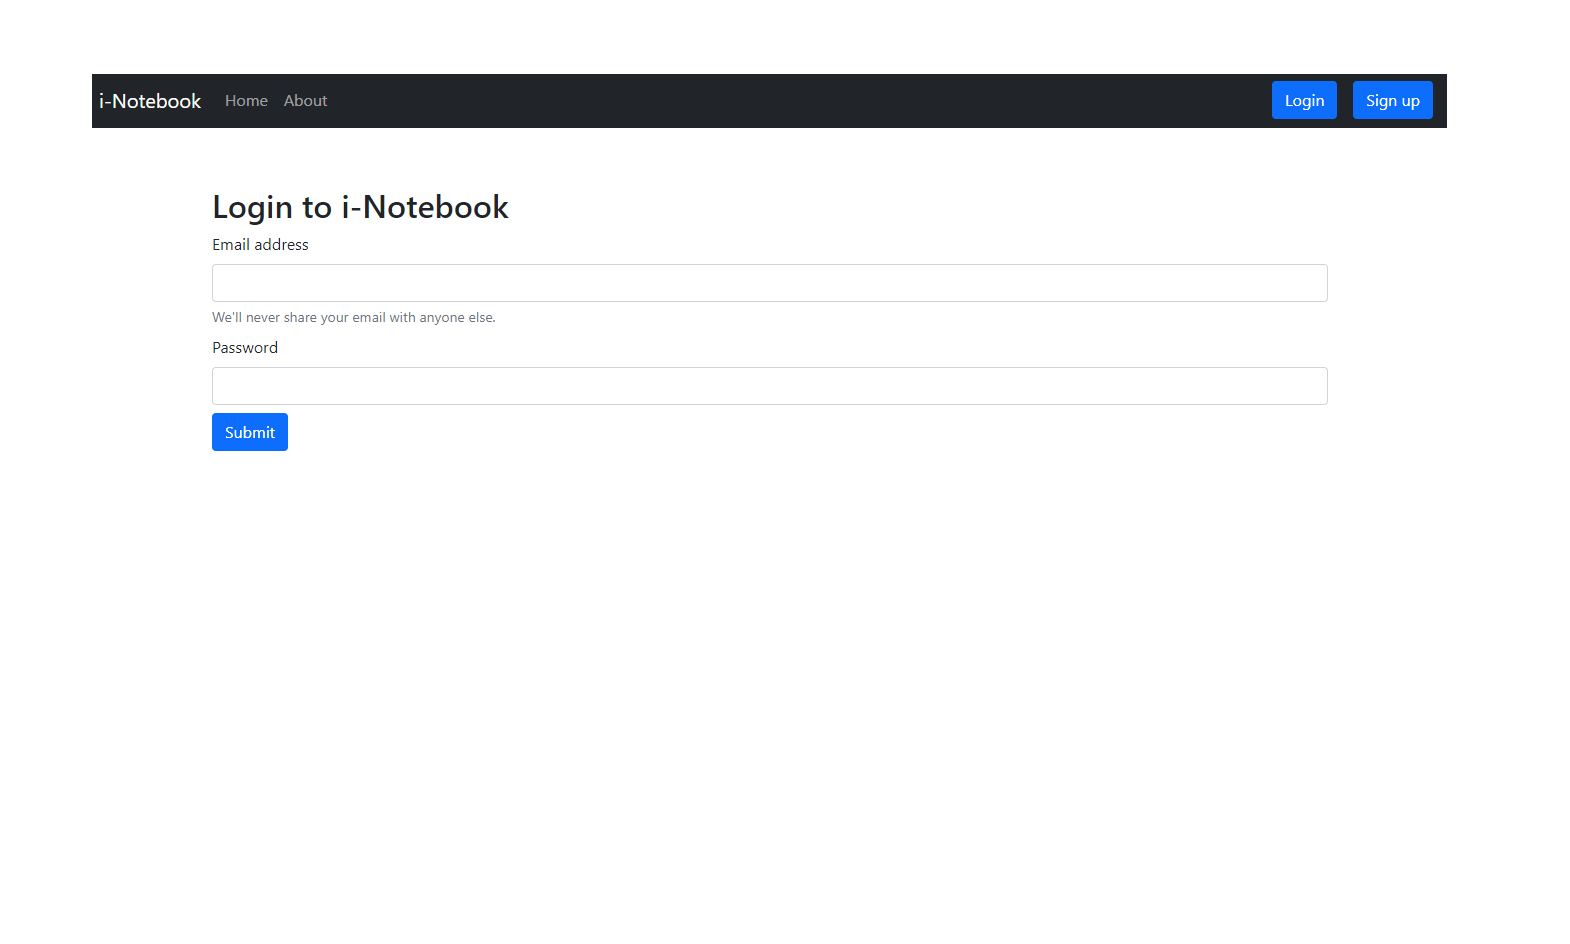 i-Notebook Home About Login Sign up
Login to i-Notebook
Email address
We'll never share your email with anyone else.
Password
Submit